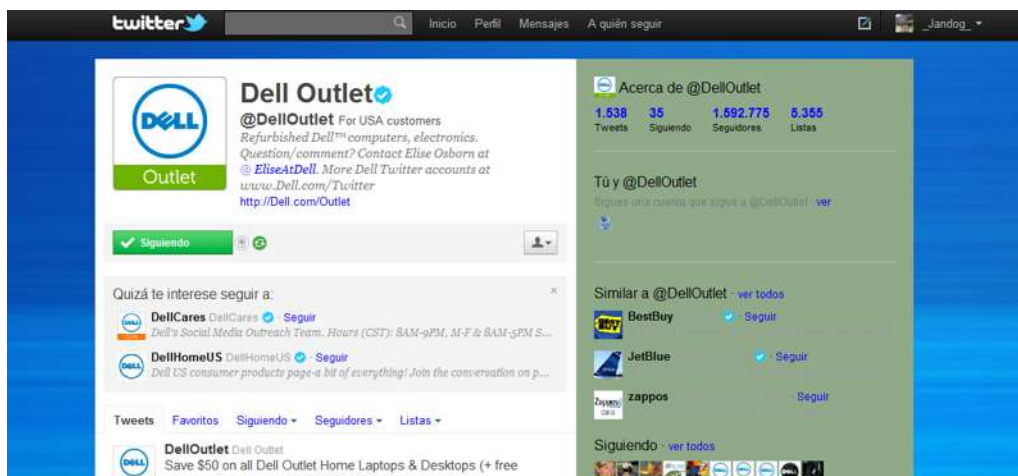 twitter
Inicio Perfil Mensajes A quién seguir
_Jandog_
DELL
Outlet
Dell Outlet
@DellOutlet For USA customers
Refurbished Dell™ computers, electronics.
Question/comment? Contact Elise Osborn at
@ EliseAtDell. More Dell Twitter accounts at
www.Dell.com/Twitter
http://Dell.com/Outlet
Siguiendo
Quizá te interese seguir a:
×
DellCares DellCares · Seguir
Dell's Social Media Outreach Team. Hours (CST): 8AM-9PM, M-F & 8AM-5PM S...
DellHomeUS DellHomeUS · Seguir
Dell US consumer products page-a bit of everything! Join the conversation on p...
Tweets Favoritos Siguiendo Seguidores Listas
DELL
DellOutlet Dell Outlet
Save $50 on all Dell Outlet Home Laptops & Desktops (+ free
Acerca de @DellOutlet
1.538 35 1.592.775 5.355
Tweets Siguiendo Seguidores Listas
Tú y @DellOutlet
Sigues una cuenta que sigue a @DellOutlet · ver
Similar a @DellOutlet · ver todos
BestBuy · Seguir
JetBlue · Seguir
Zappos
CEO
zappos · Seguir
Siguiendo · ver todos